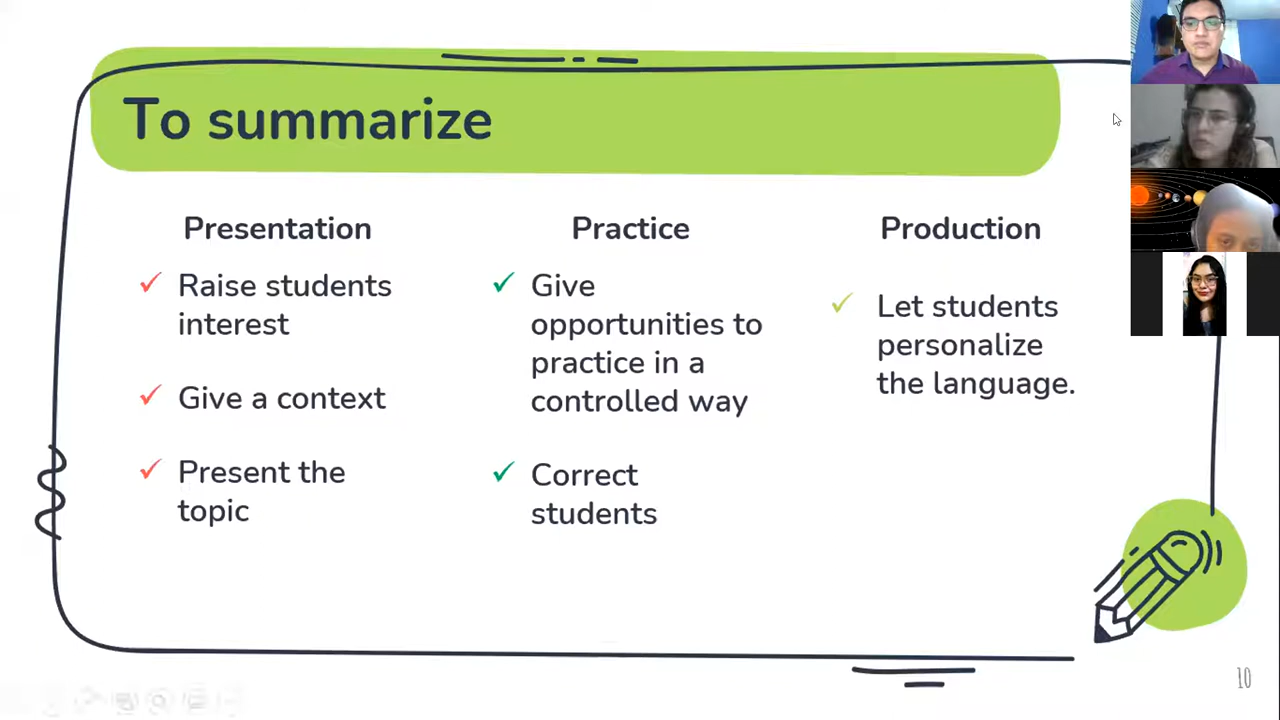 To summarize
Presentation
Raise students
interest
Give a context
Present the
topic
Practice
Give
opportunities to
practice in a
controlled way
Correct
students
Production
Let students
personalize
the language.
10